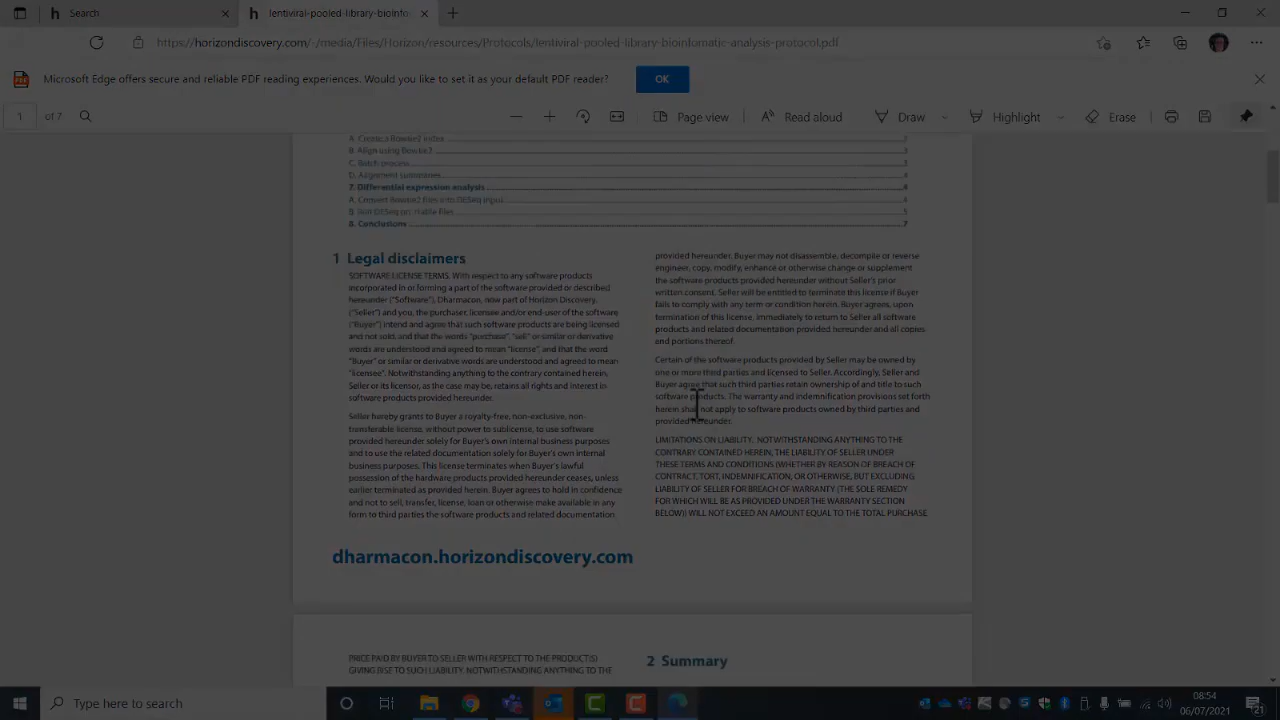 Search
lentiviral-pooled-library-bioinfo
https://horizondiscovery.com/-/media/Files/Horizon/resources/Protocols/lentiviral-pooled-library-bioinfomatic-analysis-protocol.pdf
Microsoft Edge offers secure and reliable PDF reading experiences. Would you like to set it as your default PDF reader?
OK
1 of 7
Page view
Read aloud
Draw
Highlight
Erase
A. Create a Bowtie2 index
B. Align using Bowtie2 3
C. Batch process 3
D. Alignment summaries 4
7. Differential expression analysis 4
A. Convert Bowtie2 files into DESeq input 4
B. Run DESeq on 5
8. Conclusions 7
1 Legal disclaimers
SOFTWARE LICENSE TERMS. With respect to any software products
incorporated in or forming a part of the software provided or described
hereunder ("Software"), Dharmacon, now part of Horizon Discovery,
("Seller") and you, the purchaser, licensee and/or end-user of the software
("Buyer") intend and agree that such software products are being licensed
and not sold, and that the words "purchase", "sell" or similar or derivative
words are understood and agreed to mean "license", and that the word
"Buyer" or similar or derivative words are understood and agreed to mean
"licensee". Notwithstanding anything to the contrary contained herein,
Seller or its licensor, as the case may be, retains all rights and interest in
software products provided hereunder.
Seller hereby grants to Buyer a royalty-free, non-exclusive, non-
transferable license, without power to sublicense, to use software
provided hereunder solely for Buyer's own internal business purposes
and to use the related documentation solely for Buyer's own internal
business purposes. This license terminates when Buyer's lawful
possession of the hardware products provided hereunder ceases, unless
earlier terminated as provided herein. Buyer agrees to hold in confidence
and not to sell, transfer, license, loan or otherwise make available in any
form to third parties the software products and related documentation.
provided hereunder. Buyer may not disassemble, decompile or reverse
engineer, copy, modify, enhance or otherwise change or supplement
the software products provided hereunder without Seller's prior
written consent. Seller will be entitled to terminate this license if Buyer
fails to comply with any term or condition herein. Buyer agrees, upon
termination of this license, immediately to return to Seller all software
products and related documentation provided hereunder and all copies
and portions thereof.
Certain of the software products provided by Seller may be owned by
one or more third parties and licensed to Seller. Accordingly, Seller and
Buyer agree that such third parties retain ownership of and title to such
software products. The warranty and indemnification provisions set forth
herein shall not apply to software products owned by third parties and
provided hereunder.
LIMITATIONS ON LIABILITY. NOTWITHSTANDING ANYTHING TO THE
CONTRARY CONTAINED HEREIN, THE LIABILITY OF SELLER UNDER
THESE TERMS AND CONDITIONS (WHETHER BY REASON OF BREACH OF
CONTRACT, TORT, INDEMNIFICATION, OR OTHERWISE, BUT EXCLUDING
LIABILITY OF SELLER FOR BREACH OF WARRANTY (THE SOLE REMEDY
FOR WHICH WILL BE AS PROVIDED UNDER THE WARRANTY SECTION
BELOW)) WILL NOT EXCEED AN AMOUNT EQUAL TO THE TOTAL PURCHASE
dharmacon.horizondiscovery.com
PRICE PAID BY BUYER TO SELLER WITH RESPECT TO THE PRODUCT(S)
GIVING RISE TO SUCH LIABILITY. NOTWITHSTANDING ANYTHING TO THE
2 Summary
Type here to search
08:54
06/07/2021
21